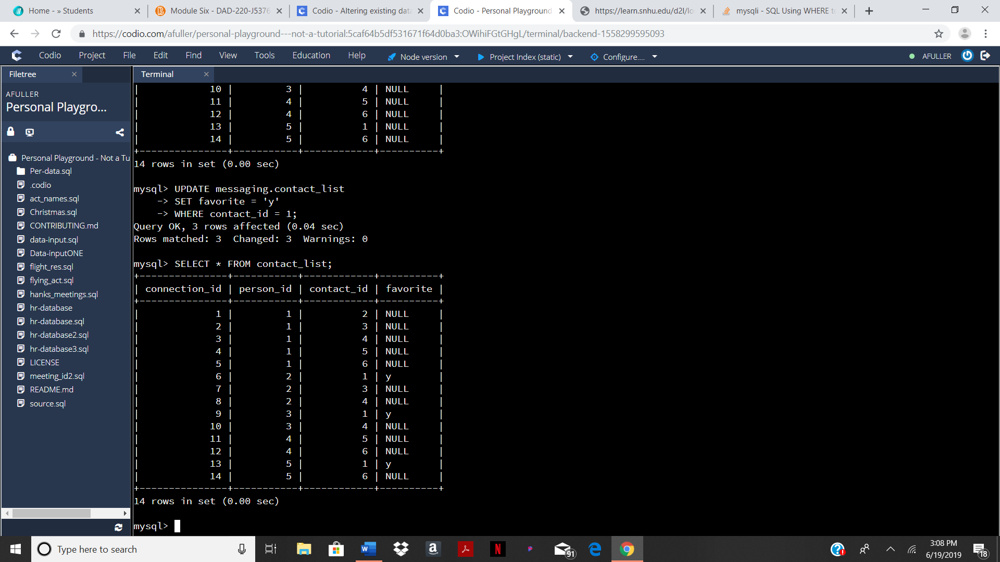 Home - » Students
Module Six - DAD-220-J5376
Codio - Altering existing data
Codio - Personal Playground
https://learn.snhu.edu/d2l/lo
mysqli - SQL Using WHERE to
https://codio.com/afuller/personal-playground---not-a-tutorial:5caf64b5df531671f64d0ba3:OWihiFGtGHgL/terminal/backend-1558299595093
Codio Project File Edit Find View Tools Education Help Node version Project Index (static) Configure.... AFULLER
Filetree
AFULLER
Personal Playgro...
Personal Playground - Not a Tu
Per-data.sql
.codio
act_names.sql
Christmas.sql
CONTRIBUTING.md
data-input.sql
Data-inputONE
flight_res.sql
flying_act.sql
hanks_meetings.sql
hr-database
hr-database.sql
hr-database2.sql
hr-database3.sql
LICENSE
meeting_id2.sql
README.md
source.sql
Terminal
| 10 | 3 | 4 | NULL |
| 11 | 4 | 5 | NULL |
| 12 | 4 | 6 | NULL |
| 13 | 5 | 1 | NULL |
| 14 | 5 | 6 | NULL |
+---------------+-----------+------------+----------+
14 rows in set (0.00 sec)
mysql> UPDATE messaging.contact_list
-> SET favorite = 'y'
-> WHERE contact_id = 1;
Query OK, 3 rows affected (0.04 sec)
Rows matched: 3 Changed: 3 Warnings: 0
mysql> SELECT * FROM contact_list;
+---------------+-----------+------------+----------+
| connection_id | person_id | contact_id | favorite |
+---------------+-----------+------------+----------+
| 1 | 1 | 2 | NULL |
| 2 | 1 | 3 | NULL |
| 3 | 1 | 4 | NULL |
| 4 | 1 | 5 | NULL |
| 5 | 1 | 6 | NULL |
| 6 | 2 | 1 | y |
| 7 | 2 | 3 | NULL |
| 8 | 2 | 4 | NULL |
| 9 | 3 | 1 | y |
| 10 | 3 | 4 | NULL |
| 11 | 4 | 5 | NULL |
| 12 | 4 | 6 | NULL |
| 13 | 5 | 1 | y |
| 14 | 5 | 6 | NULL |
+---------------+-----------+------------+----------+
14 rows in set (0.00 sec)
mysql>
Type here to search
91
3:08 PM
6/19/2019
18